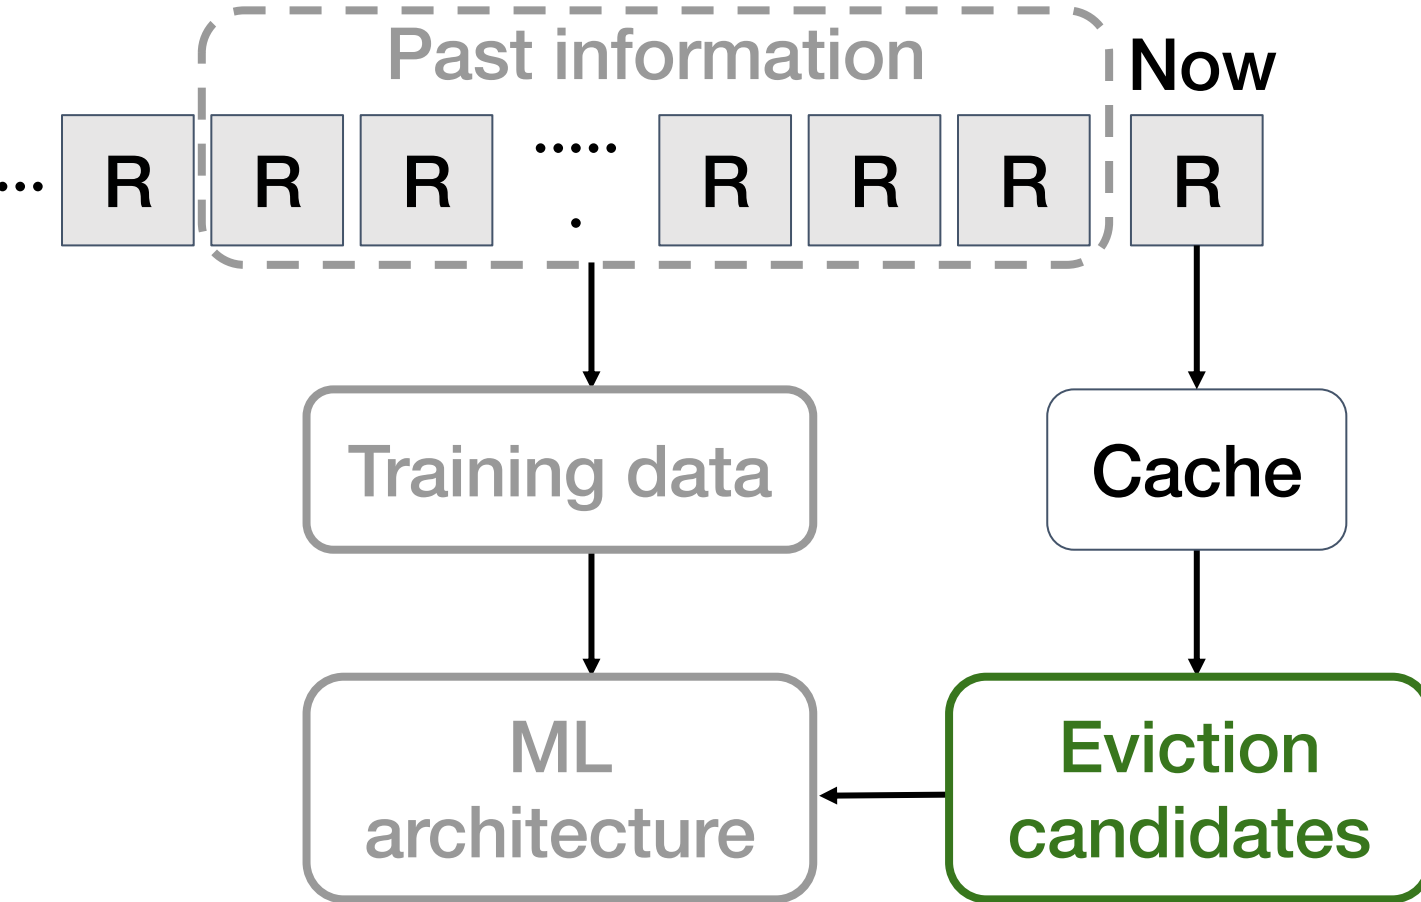 Past information
Now
... R R R ..... R R R R
.
Training data
Cache
ML
architecture
Eviction
candidates